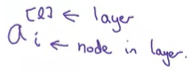 [l] ← layer
a i ← node in layer.